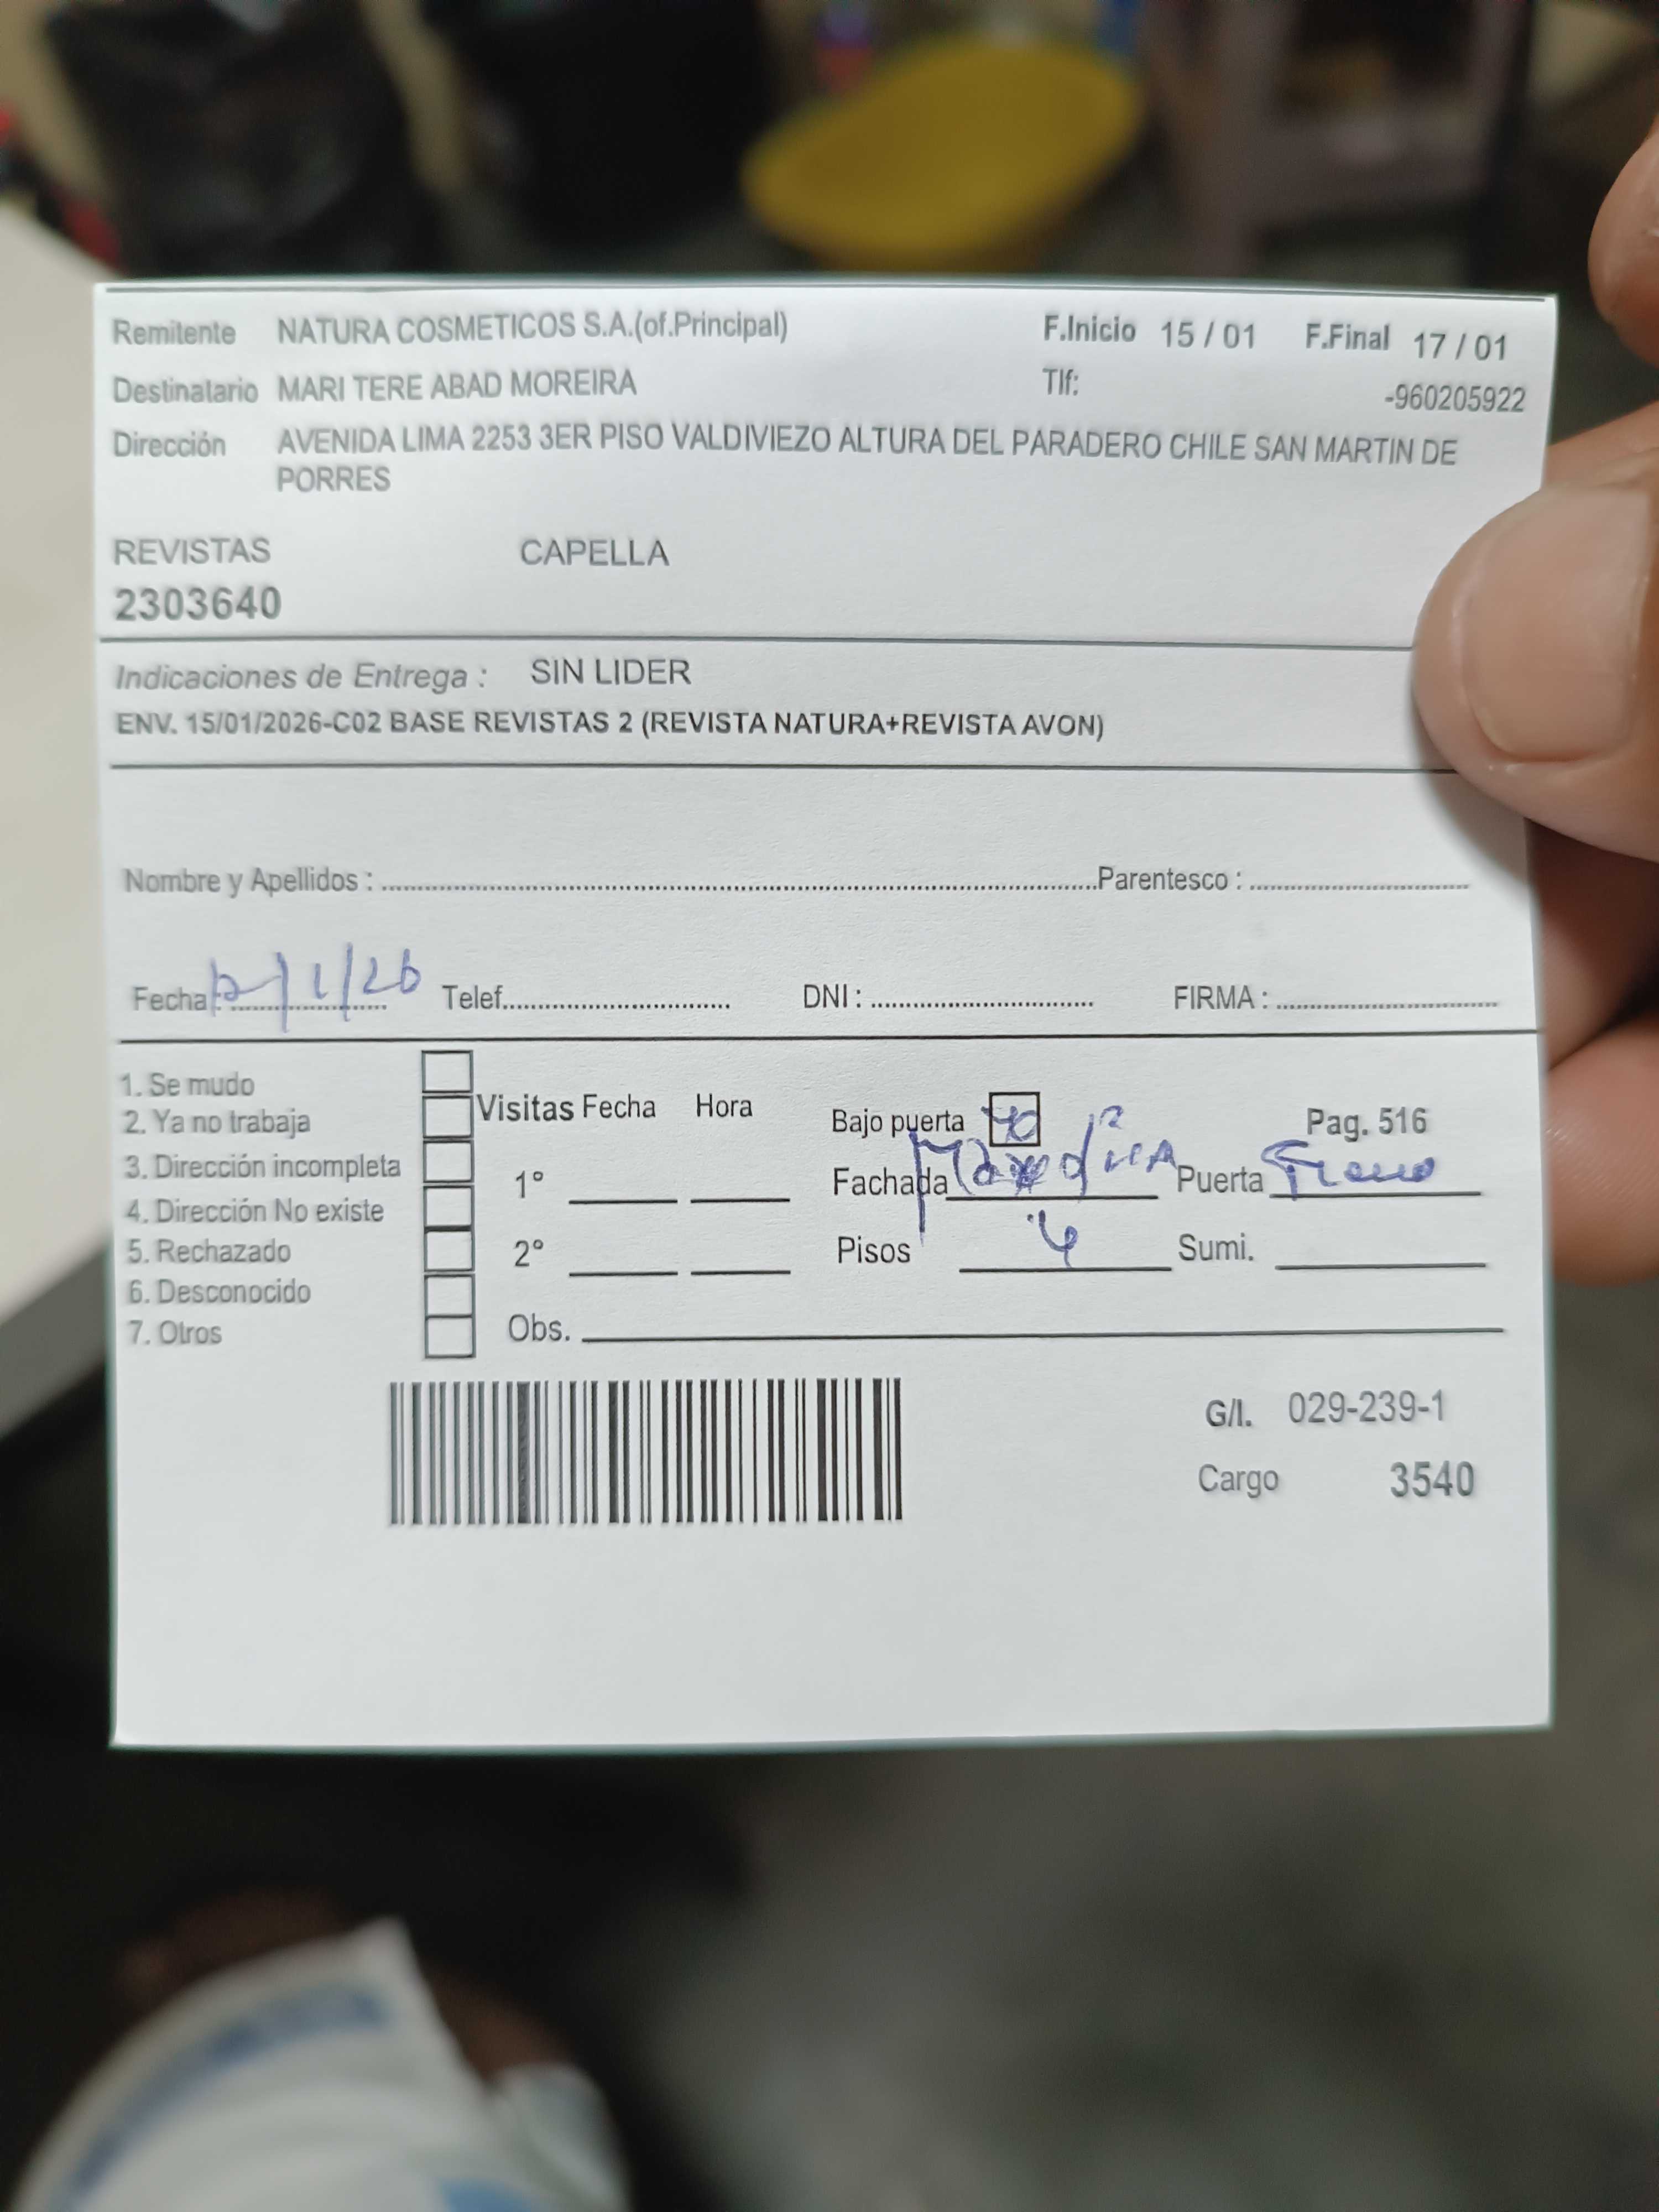 Remitente NATURA COSMETICOS S.A.(of.Principal) F.Inicio 15 / 01 F.Final 17 / 01
Destinatario MARI TERE ABAD MOREIRA Tlf: -960205922
Dirección AVENIDA LIMA 2253 3ER PISO VALDIVIEZO ALTURA DEL PARADERO CHILE SAN MARTIN DE
PORRES
REVISTAS CAPELLA
2303640
Indicaciones de Entrega : SIN LIDER
ENV. 15/01/2026-C02 BASE REVISTAS 2 (REVISTA NATURA+REVISTA AVON)
Nombre y Apellidos : Parentesco :
Fecha : /1/26 Telef. DNI : FIRMA :
1. Se mudo
2. Ya no trabaja Visitas Fecha Hora Bajo puerta Pag. 516
3. Dirección incompleta 1° Fachada Puerta
4. Dirección No existe
5. Rechazado 2° Pisos Sumi.
6. Desconocido
7. Otros Obs.
G/l. 029-239-1
Cargo 3540